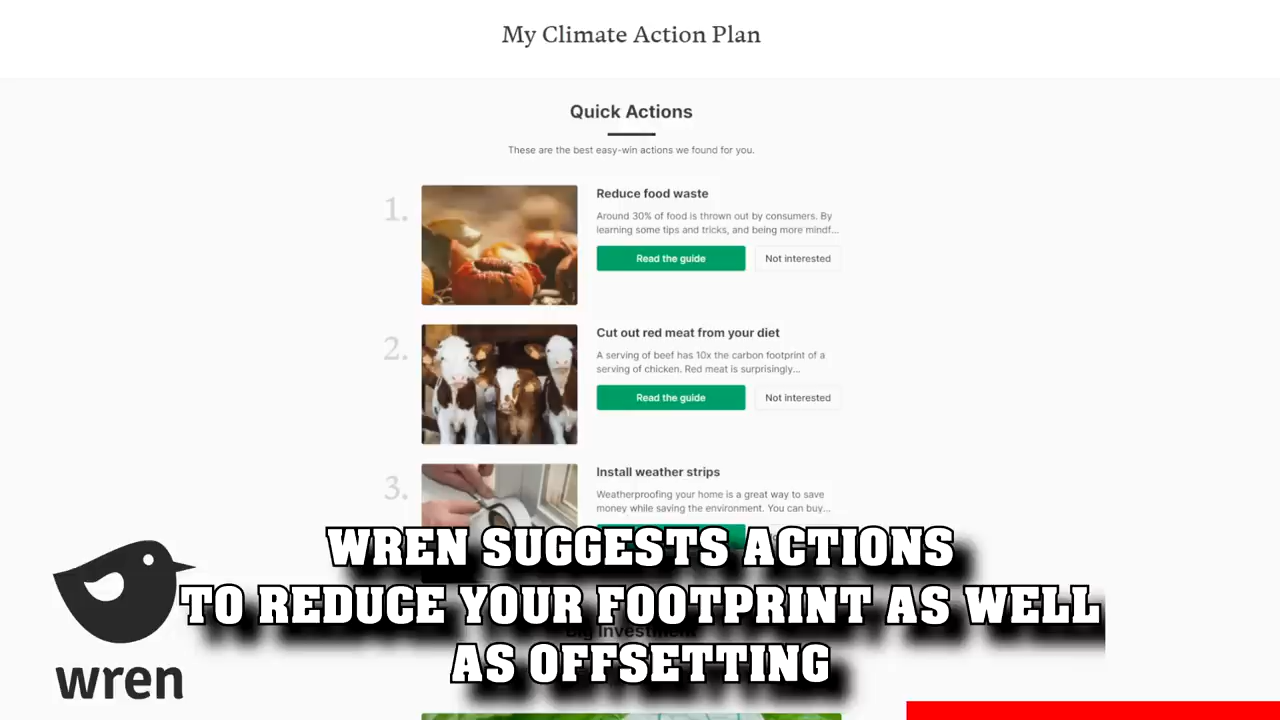 My Climate Action Plan
Quick Actions
These are the best easy-win actions we found for you.
1.
Reduce food waste
Around 30% of food is thrown out by consumers. By
learning some tips and tricks, and being more mindf...
Read the guide
Not interested
2.
Cut out red meat from your diet
A serving of beef has 10x the carbon footprint of a
serving of chicken. Red meat is surprisingly...
Read the guide
Not interested
3.
Install weather strips
Weatherproofing your home is a great way to save
money while saving the environment. You can buy...
WREN SUGGESTS ACTIONS
TO REDUCE YOUR FOOTPRINT AS WELL
Big Investment
AS OFFSETTING
wren